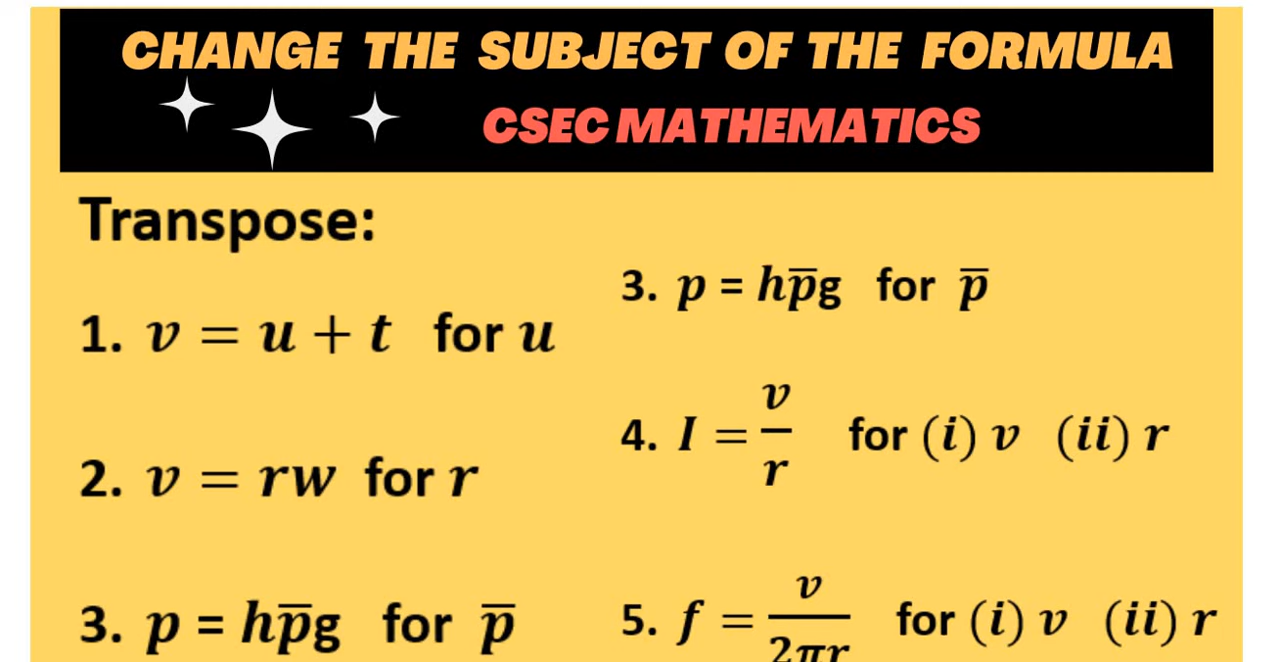 CHANGE THE SUBJECT OF THE FORMULA
CSEC MATHEMATICS
Transpose:
1. v = u + t for u
2. v = rw for r
3. p = hp̅g for p̅
3. p = hp̅g for p̅
4. I = v/r for (i) v (ii) r
5. f = v/2πr for (i) v (ii) r